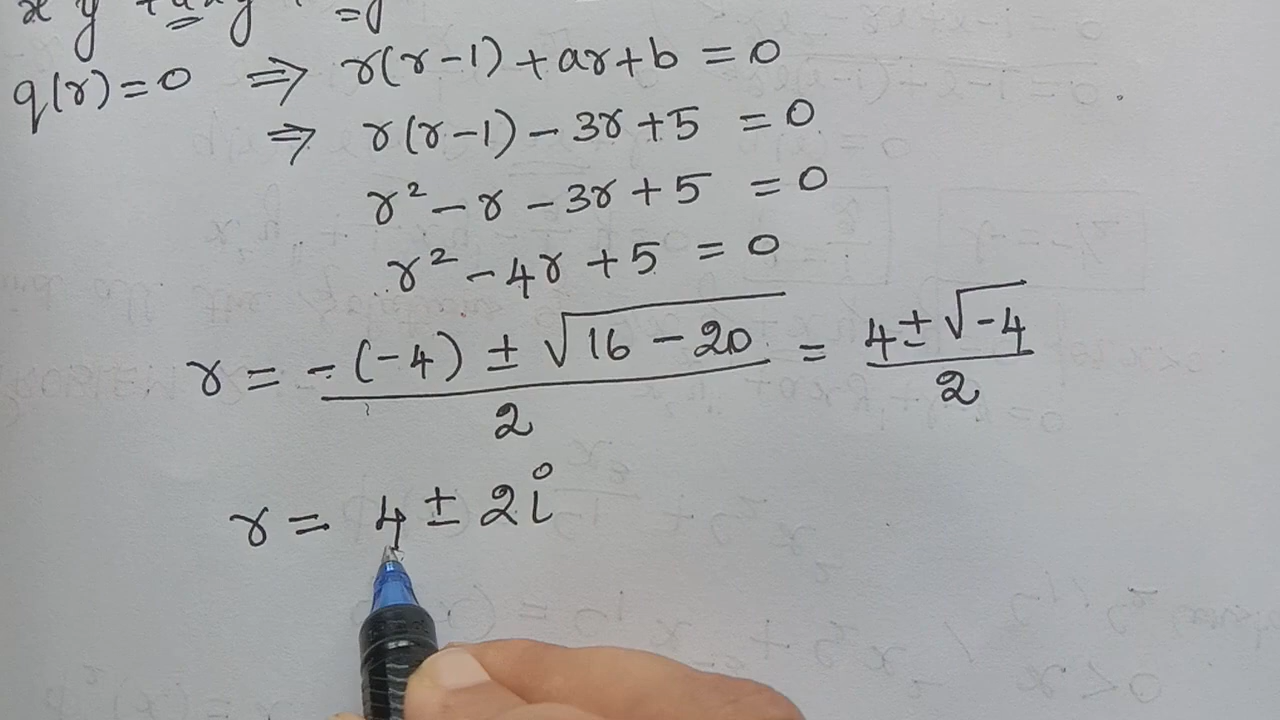 q(r) = 0 ⇒ r(r-1) + ar + b = 0
⇒ r(r-1) - 3r + 5 = 0
r² - r - 3r + 5 = 0
r² - 4r + 5 = 0
r = -(-4) ± √(16 - 20) / 2 = 4 ± √-4 / 2
r = 4 ± 2i